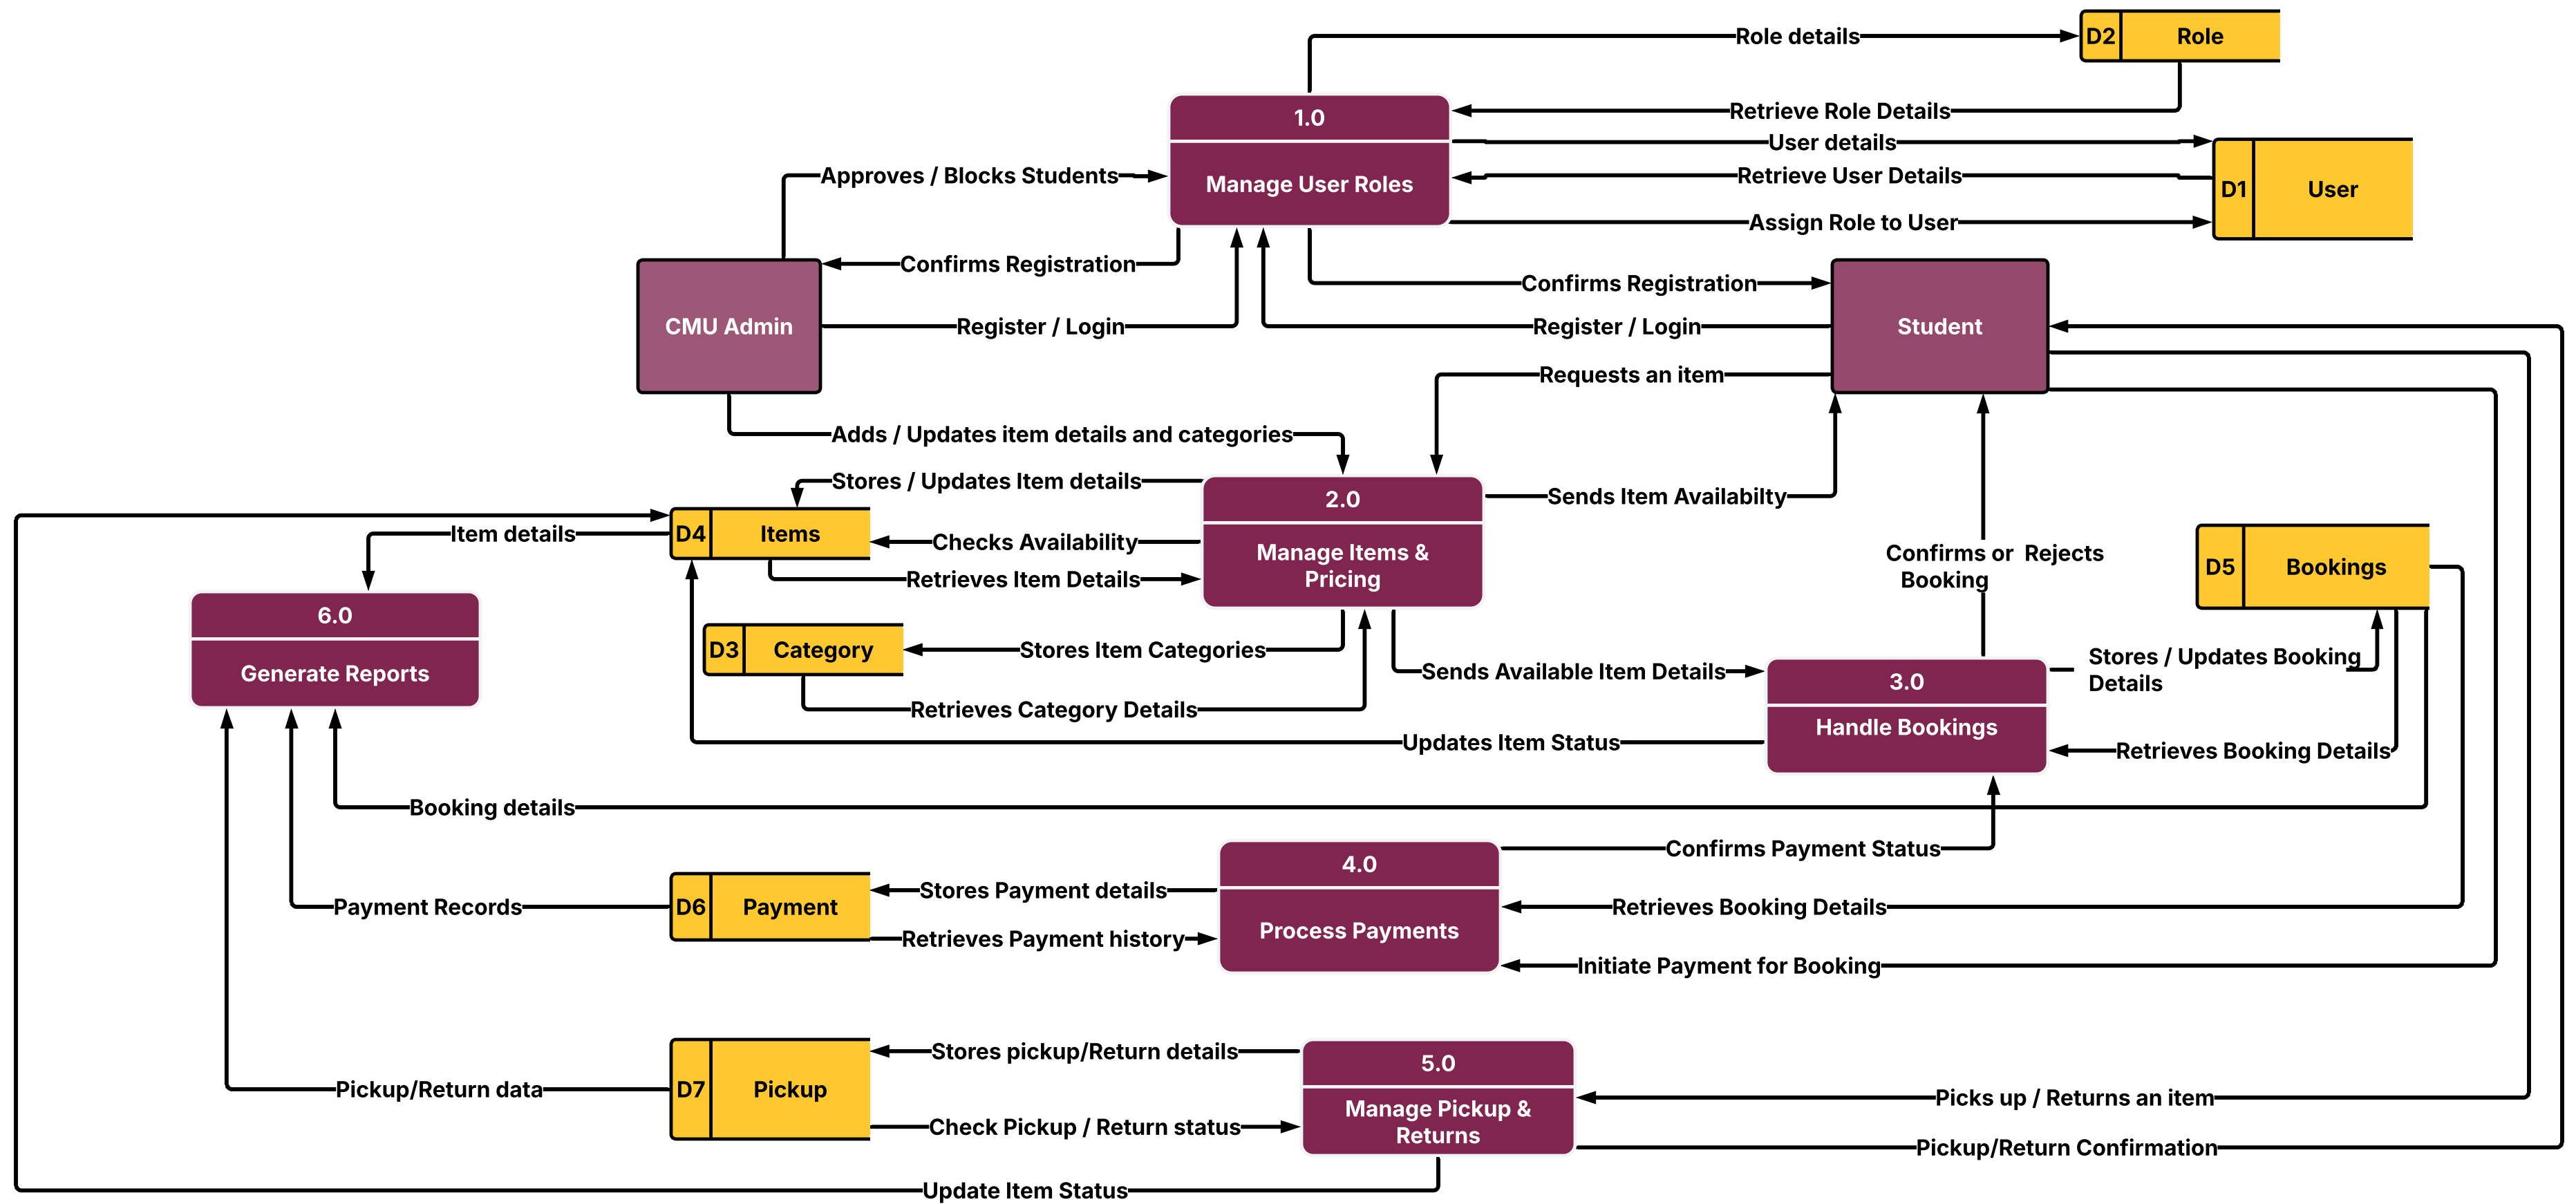 Role details
D2
Role
1.0
Retrieve Role Details
User details
Approves / Blocks Students
Manage User Roles
Retrieve User Details
D1
User
Assign Role to User
Confirms Registration
Confirms Registration
CMU Admin
Register / Login
Register / Login
Student
Requests an item
Adds / Updates item details and categories
Stores / Updates Item details
2.0
Sends Item Availabilty
Item details
D4
Items
Checks Availability
Manage Items &
Pricing
Confirms or  Rejects
Booking
D5
Bookings
Retrieves Item Details
6.0
Generate Reports
D3
Category
Stores Item Categories
Sends Available Item Details
3.0
Stores / Updates Booking
Details
Retrieves Category Details
Handle Bookings
Updates Item Status
Retrieves Booking Details
Booking details
4.0
Confirms Payment Status
Stores Payment details
Payment Records
D6
Payment
Process Payments
Retrieves Booking Details
Retrieves Payment history
Initiate Payment for Booking
Stores pickup/Return details
5.0
Pickup/Return data
D7
Pickup
Manage Pickup &
Returns
Picks up / Returns an item
Check Pickup / Return status
Pickup/Return Confirmation
Update Item Status